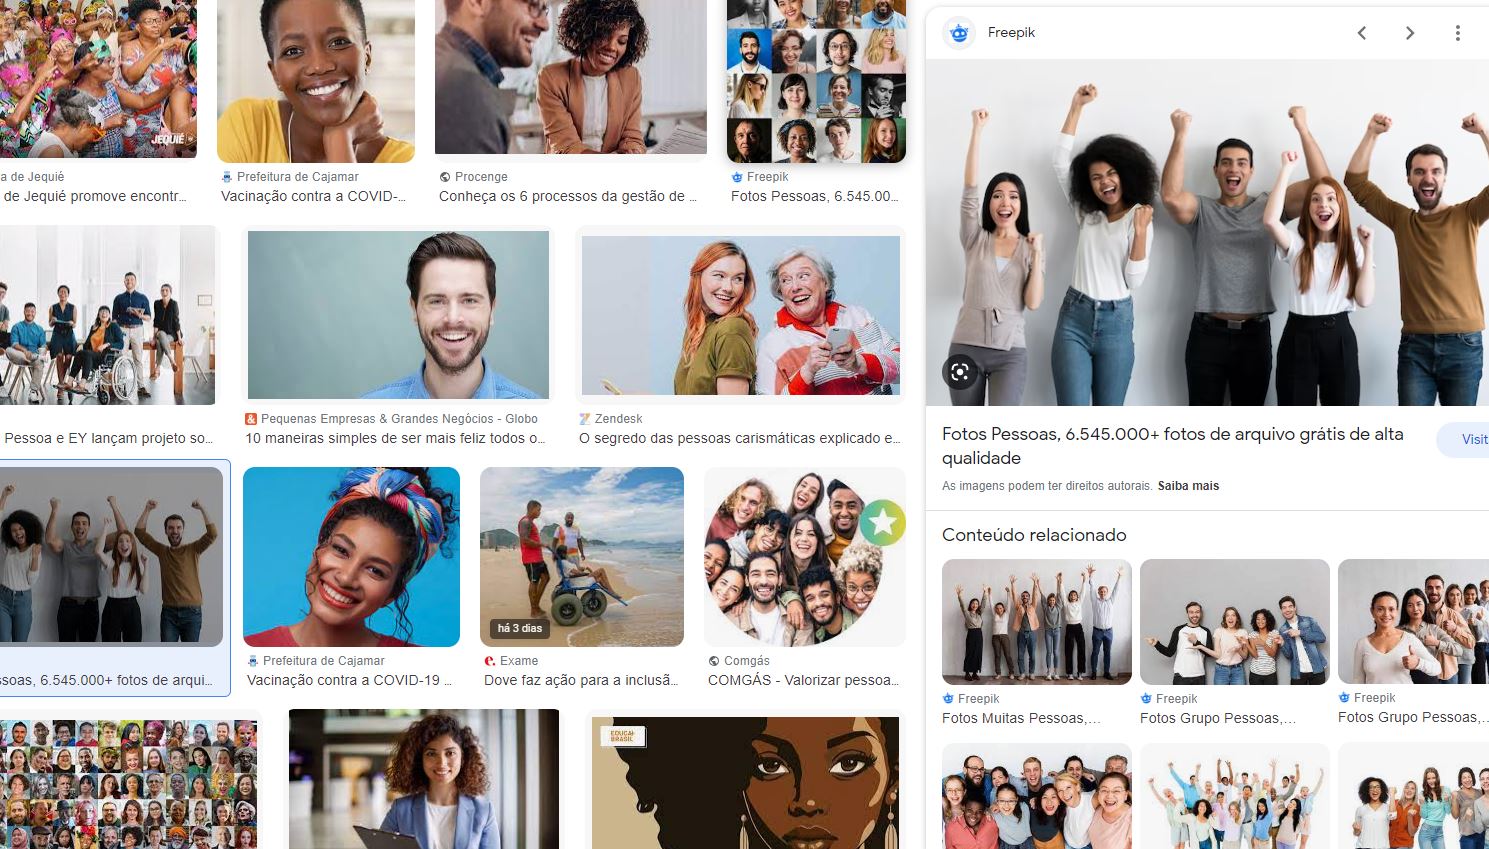 JEQUIÉ
a de Jequié
de Jequié promove encontr...
Prefeitura de Cajamar
Vacinação contra a COVID-...
Procenge
Conheça os 6 processos da gestão de ...
Freepik
Fotos Pessoas, 6.545.00...
Pessoa e EY lançam projeto so...
Pequenas Empresas & Grandes Negócios - Globo
10 maneiras simples de ser mais feliz todos o...
Zendesk
O segredo das pessoas carismáticas explicado e...
ssoas, 6.545.000+ fotos de arqui...
Prefeitura de Cajamar
Vacinação contra a COVID-19 ...
há 3 dias
Exame
Dove faz ação para a inclusã...
Comgás
COMGÁS - Valorizar pessoa...
EDUCA+
BRASIL
Freepik
Fotos Pessoas, 6.545.000+ fotos de arquivo grátis de alta
qualidade
Visit
As imagens podem ter direitos autorais. Saiba mais
Conteúdo relacionado
Freepik
Fotos Muitas Pessoas,...
Freepik
Fotos Grupo Pessoas,...
Freepik
Fotos Grupo Pessoas,..